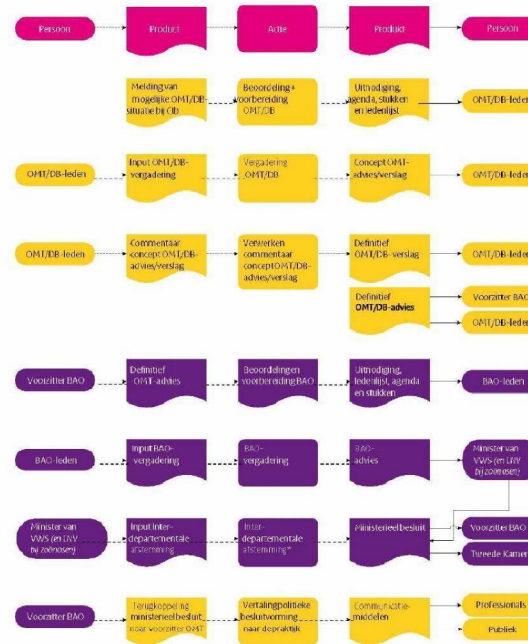 Persoon
Product
Actie
Produkt
Persoon
Melding van
mogelijke OMT/DB-
situatie bij CIb
Beoordeling+
voorbereiding
OMT/DB
Uitnodiging,
agenda, stukken
en ledenlijst
OMT/DB-leden
OMT/DB-leden
Input OMT/DB-
vergadering
Vergadering
OMT/DB
Concept OMT-
advies/verslag
OMT/DB-leden
OMT/DB-leden
Commentaar
concept OMT/DB-
advies/verslag
Verwerken
commentaar
concept OMT/DB-
advies/verslag
Definitief
OMT/DB-verslag
OMT/DB-leden
Definitief
OMT/DB-advies
Voorzitter BAO
OMT/DB-leden
Voorzitter BAO
Definitief
OMT-advies
Beoordelingen
voorbereiding BAO
Uitnodiging,
ledenlijst, agenda
en stukken
BAO-leden
BAO-leden
Input BAO-
vergadering
BAO-
vergadering
BAO-
advies
Minister van
VWS (en LNV
bij zoönosen)
Minister van
VWS (en LNV
bij zoönosen)
Input Inter-
departementale
afstemming
Inter-
departementale
afstemming*
Ministerieel besluit
Voorzitter BAO
Tweede Kamer
Voorzitter BAO
Terugkoppeling
ministerieel besluit
naar voorzitter OMT
Vertaling politieke
besluitvorming
naar de praktijk
Communicatie-
middelen
Professionals
Publiek